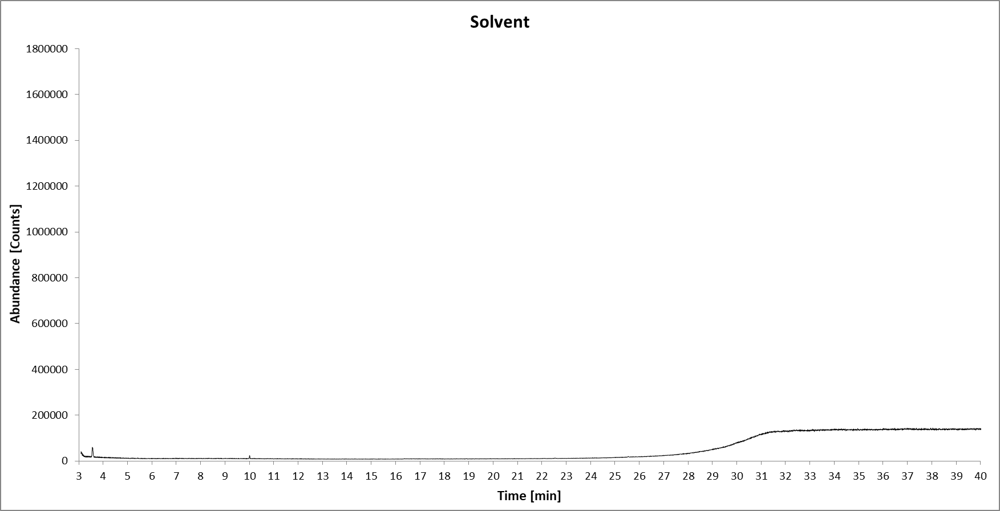 Solvent
Abundance [Counts]
1800000
1600000
1400000
1200000
1000000
800000
600000
400000
200000
0
3 4 5 6 7 8 9 10 11 12 13 14 15 16 17 18 19 20 21 22 23 24 25 26 27 28 29 30 31 32 33 34 35 36 37 38 39 40
Time [min]